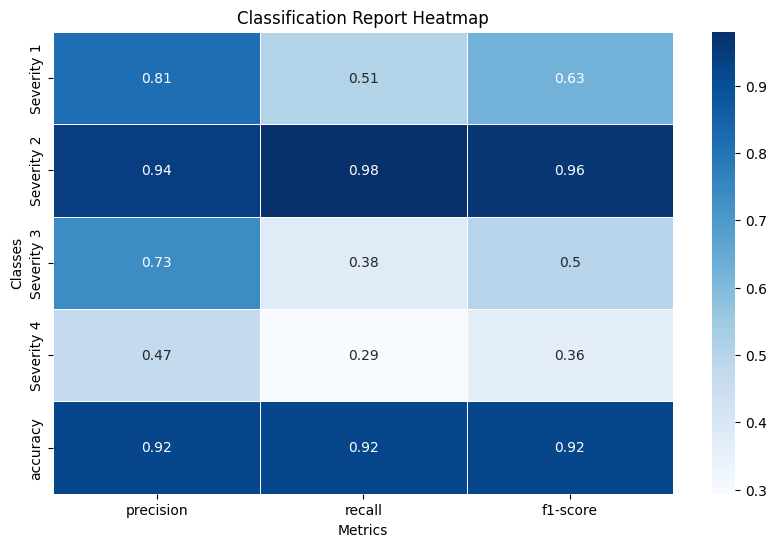 Classification Report Heatmap
Classes
Severity 1
0.81 0.51 0.63
Severity 2
0.94 0.98 0.96
Severity 3
0.73 0.38 0.5
Severity 4
0.47 0.29 0.36
accuracy
0.92 0.92 0.92
precision recall f1-score
Metrics
0.9
0.8
0.7
0.6
0.5
0.4
0.3